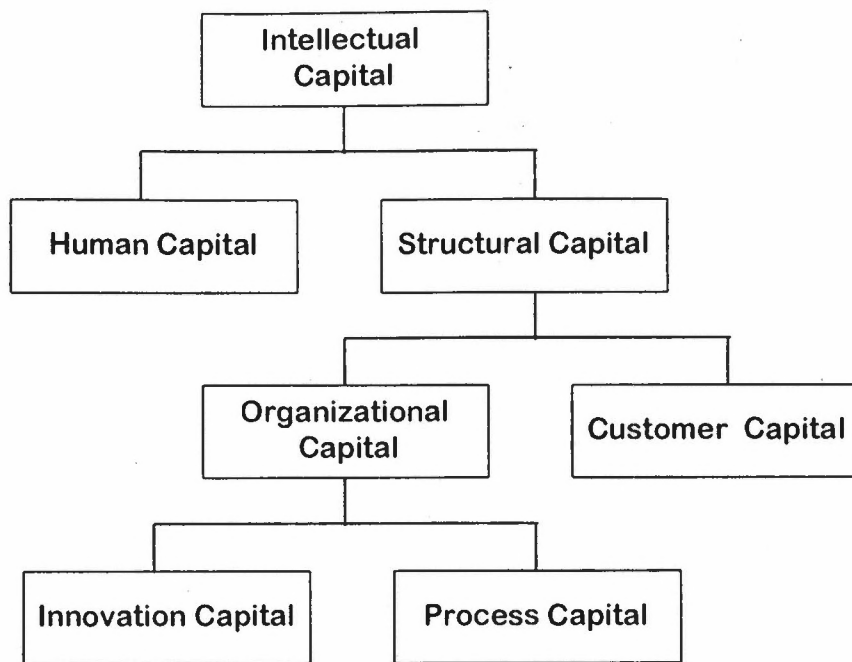 Intellectual
Capital
Human Capital
Structural Capital
Organizational
Capital
Customer Capital
Innovation Capital
Process Capital